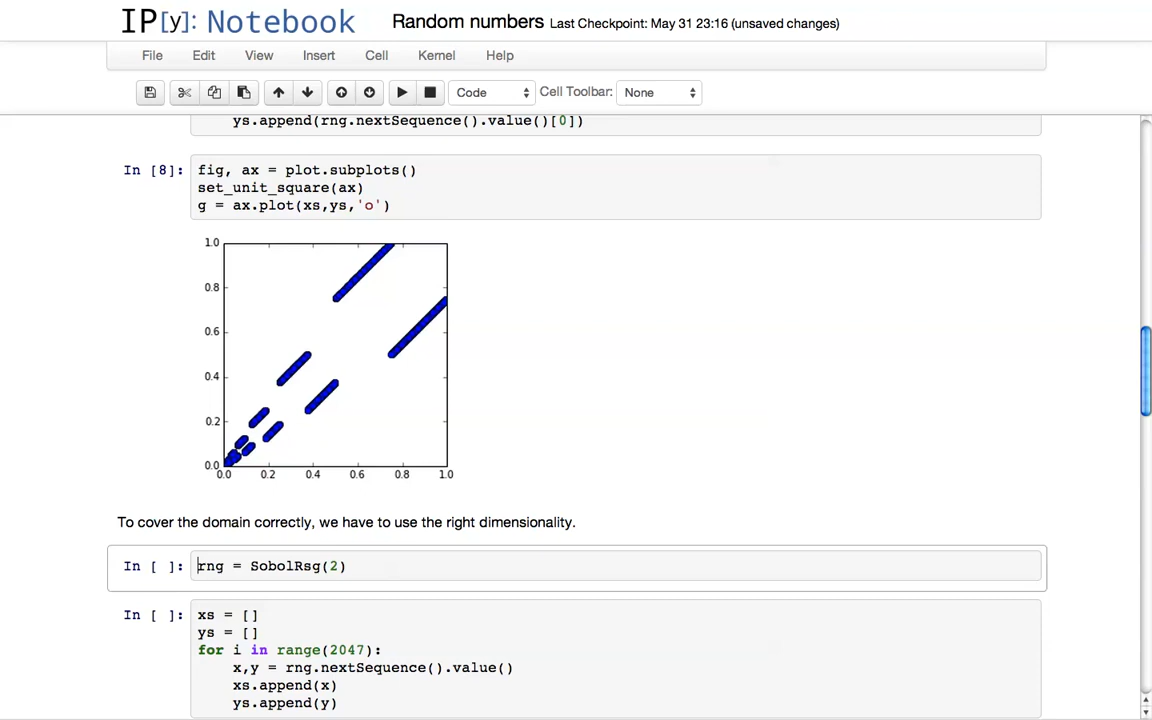 IP[y]: Notebook Random numbers Last Checkpoint: May 31 23:16 (unsaved changes)
File Edit View Insert Cell Kernel Help
Code Cell Toolbar: None
ys.append(rng.nextSequence().value()[0])
In [8]: fig, ax = plot.subplots()
set_unit_square(ax)
g = ax.plot(xs,ys,'o')
1.0
0.8
0.6
0.4
0.2
0.0
0.0 0.2 0.4 0.6 0.8 1.0
To cover the domain correctly, we have to use the right dimensionality.
In [ ]: rng = SobolRsg(2)
In [ ]: xs = []
ys = []
for i in range(2047):
x,y = rng.nextSequence().value()
xs.append(x)
ys.append(y)